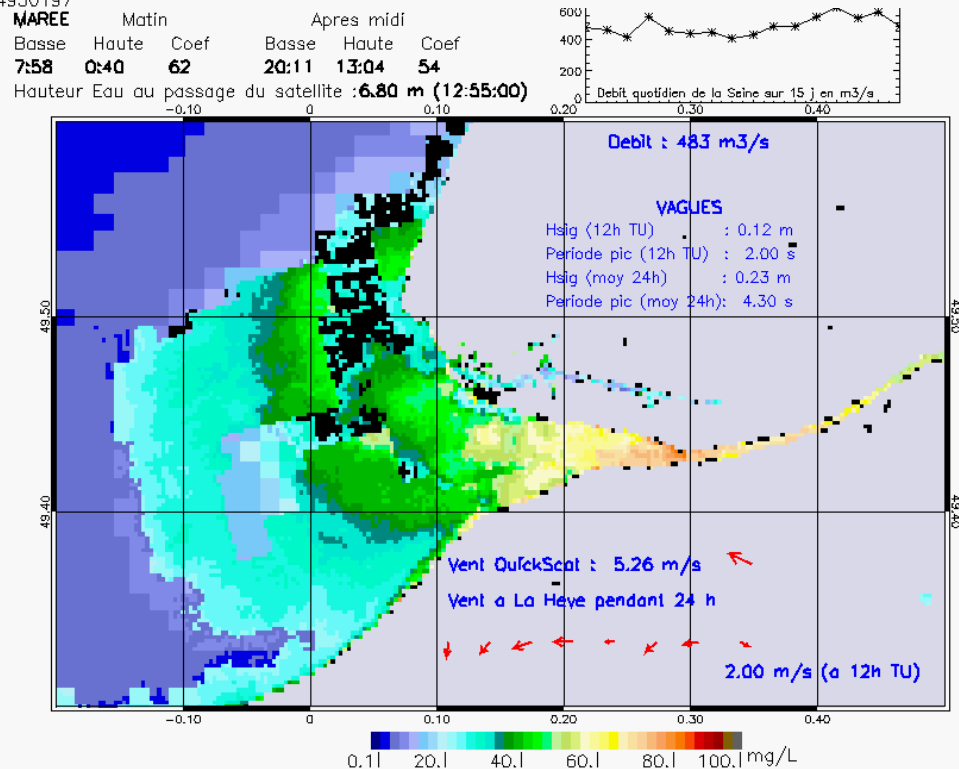 MAREE Matin Apres midi
Basse Haute Coef Basse Haute Coef
7:58 0:40 62 20:11 13:04 54
Hauteur Eau au passage du satellite :6.80 m (12:55:00)
600
400
200
0
Debit quotidien de la Seine sur 15 j en m3/s
-0.10 0 0.10 0.20 0.30 0.40
Debit : 483 m3/s
VAGUES
Hsig (12h TU) : 0.12 m
Periode pic (12h TU) : 2.00 s
Hsig (moy 24h) : 0.23 m
Periode pic (moy 24h): 4.30 s
49.50 49.50
49.40 49.40
Vent QuickScat : 5.26 m/s
Vent a La Heve pendant 24 h
2.00 m/s (a 12h TU)
-0.10 0 0.10 0.20 0.30 0.40
0.1| 20.| 40.| 60.| 80.| 100.| mg/L